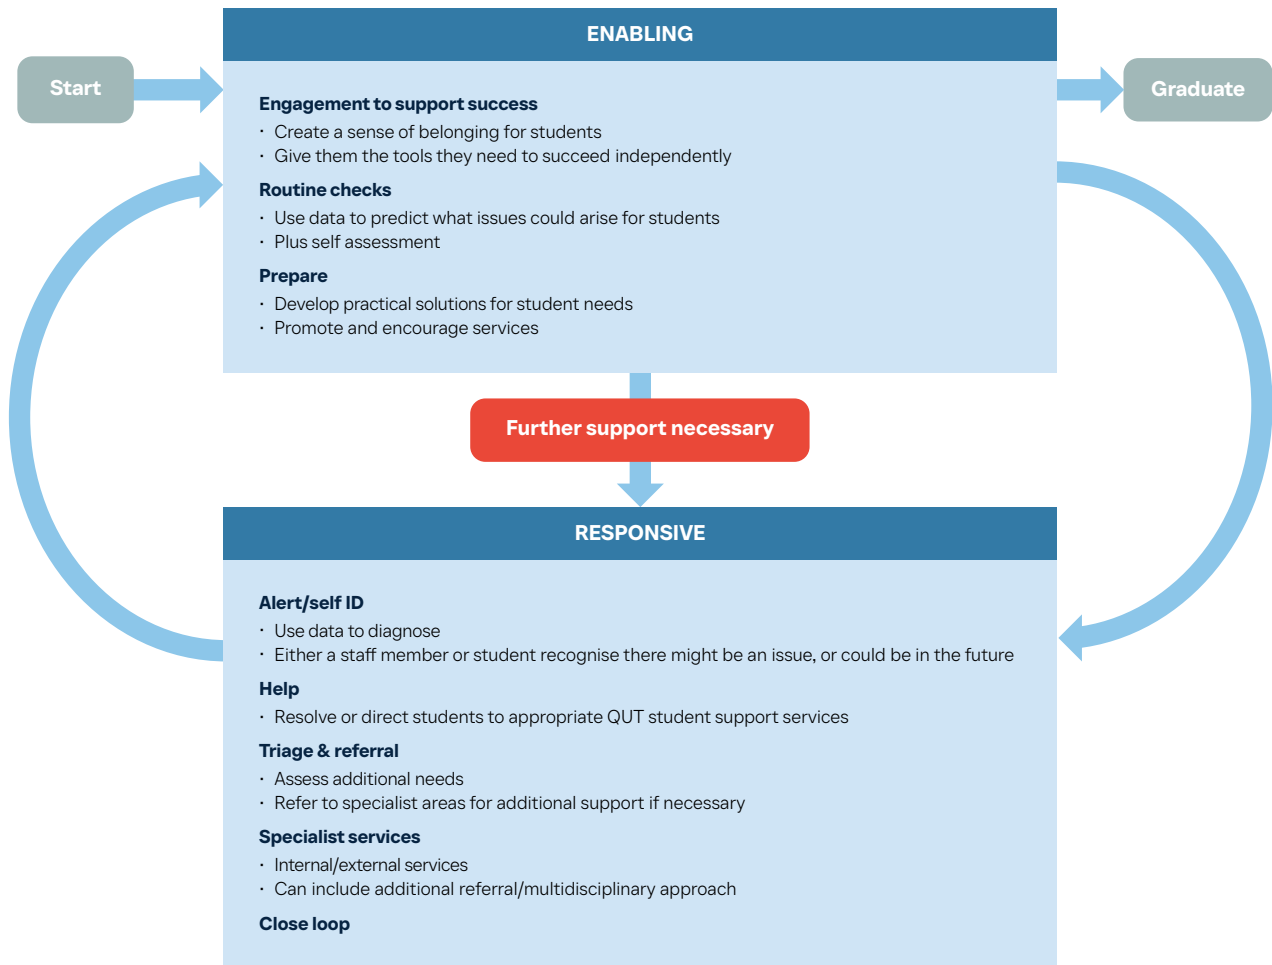 ENABLING
Start
Graduate
Engagement to support success
· Create a sense of belonging for students
· Give them the tools they need to succeed independently
Routine checks
· Use data to predict what issues could arise for students
· Plus self assessment
Prepare
· Develop practical solutions for student needs
· Promote and encourage services
Further support necessary
RESPONSIVE
Alert/self ID
· Use data to diagnose
· Either a staff member or student recognise there might be an issue, or could be in the future
Help
· Resolve or direct students to appropriate QUT student support services
Triage & referral
· Assess additional needs
· Refer to specialist areas for additional support if necessary
Specialist services
· Internal/external services
· Can include additional referral/multidisciplinary approach
Close loop